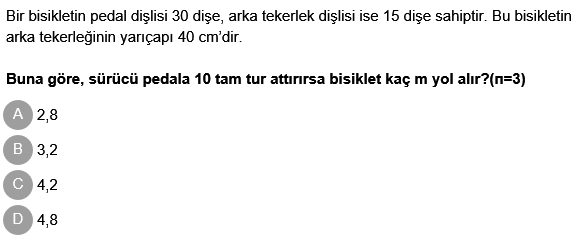 Bir bisikletin pedal dişlisi 30 dişe, arka tekerlek dişlisi ise 15 dişe sahiptir. Bu bisikletin
arka tekerleğinin yarıçapı 40 cm'dir.
Buna göre, sürücü pedala 10 tam tur attırırsa bisiklet kaç m yol alır?(п=3)
A 2,8
B 3,2
C 4,2
D 4,8